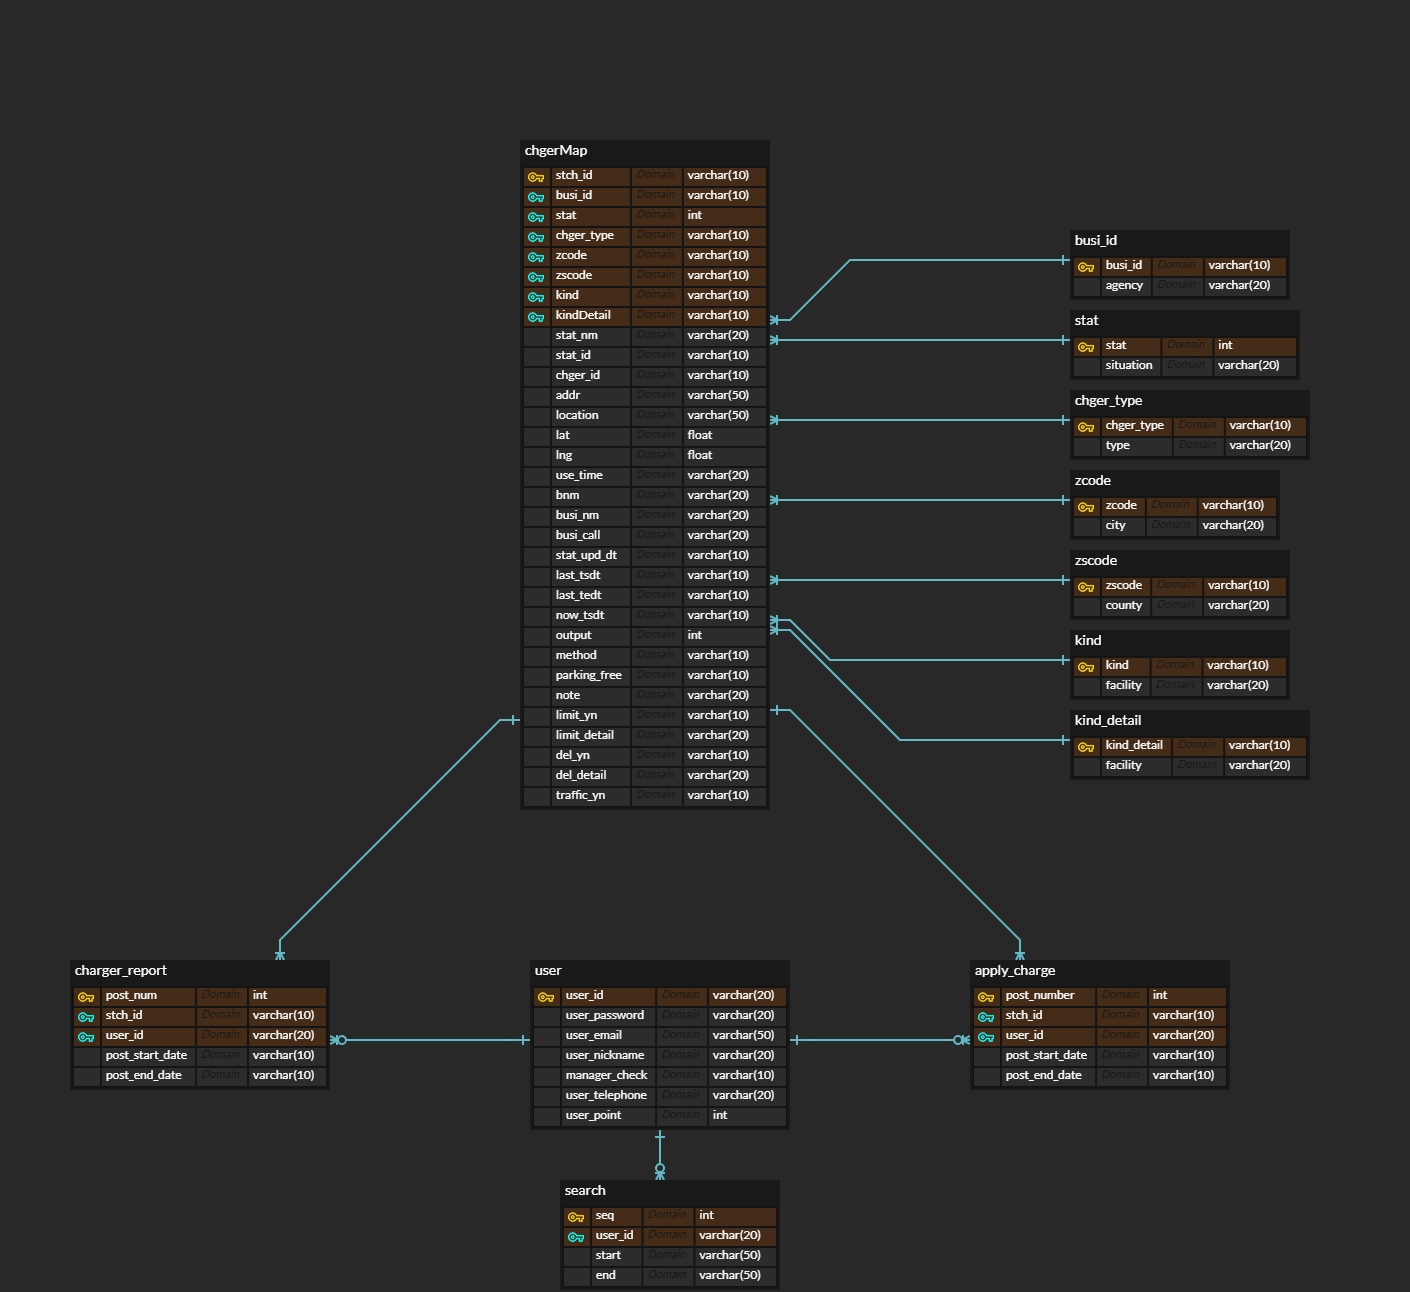 chgerMap
stch_id Domain varchar(10)
busi_id Domain varchar(10)
stat Domain int
chger_type Domain varchar(10)
zcode Domain varchar(10)
zscode Domain varchar(10)
kind Domain varchar(10)
kindDetail Domain varchar(10)
stat_nm Domain varchar(20)
stat_id Domain varchar(10)
chger_id Domain varchar(10)
addr Domain varchar(50)
location Domain varchar(50)
lat Domain float
lng Domain float
use_time Domain varchar(20)
bnm Domain varchar(20)
busi_nm Domain varchar(20)
busi_call Domain varchar(20)
stat_upd_dt Domain varchar(10)
last_tsdt Domain varchar(10)
last_tedt Domain varchar(10)
now_tsdt Domain varchar(10)
output Domain int
method Domain varchar(10)
parking_free Domain varchar(10)
note Domain varchar(20)
limit_yn Domain varchar(10)
limit_detail Domain varchar(20)
del_yn Domain varchar(10)
del_detail Domain varchar(20)
traffic_yn Domain varchar(10)
busi_id
busi_id Domain varchar(10)
agency Domain varchar(20)
stat
stat Domain int
situation Domain varchar(20)
chger_type
chger_type Domain varchar(10)
type Domain varchar(20)
zcode
zcode Domain varchar(10)
city Domain varchar(20)
zscode
zscode Domain varchar(10)
county Domain varchar(20)
kind
kind Domain varchar(10)
facility Domain varchar(20)
kind_detail
kind_detail Domain varchar(10)
facility Domain varchar(20)
charger_report
post_num Domain int
stch_id Domain varchar(10)
user_id Domain varchar(20)
post_start_date Domain varchar(10)
post_end_date Domain varchar(10)
user
user_id Domain varchar(20)
user_password Domain varchar(20)
user_email Domain varchar(50)
user_nickname Domain varchar(20)
manager_check Domain varchar(10)
user_telephone Domain varchar(20)
user_point Domain int
apply_charge
post_number Domain int
stch_id Domain varchar(10)
user_id Domain varchar(20)
post_start_date Domain varchar(10)
post_end_date Domain varchar(10)
search
seq Domain int
user_id Domain varchar(20)
start Domain varchar(50)
end Domain varchar(50)